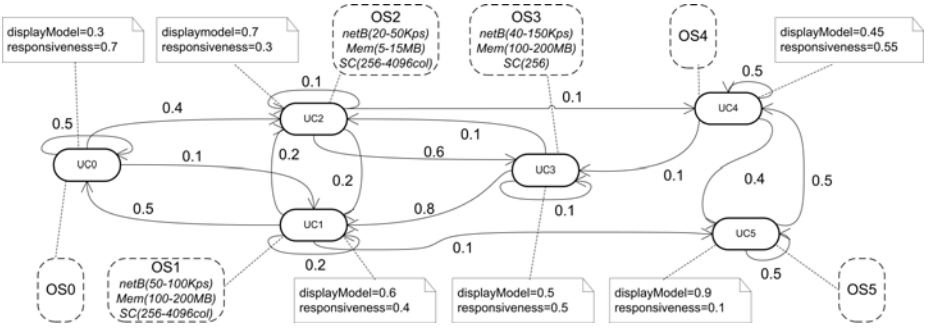 displayModel=0.3
responsiveness=0.7
displaymodel=0.7
responsiveness=0.3
OS2
netB(20-50Kps)
Mem(5-15MB)
SC(256-4096col)
OS3
netB(40-150Kps)
Mem(100-200MB)
SC(256)
OS4
displayModel=0.45
responsiveness=0.55
0.1
0.5
0.4
0.1
UC2
UC4
0.5
0.1
0.1
0.2
0.6
UC0
UC3
0.2
0.1
0.4
0.5
0.5
0.8
0.1
UC1
UC5
0.1
0.2
0.5
OS0
OS1
netB(50-100Kps)
Mem(100-200MB)
SC(256-4096col)
displayModel=0.6
responsiveness=0.4
displayModel=0.5
responsiveness=0.5
displayModel=0.9
responsiveness=0.1
OS5